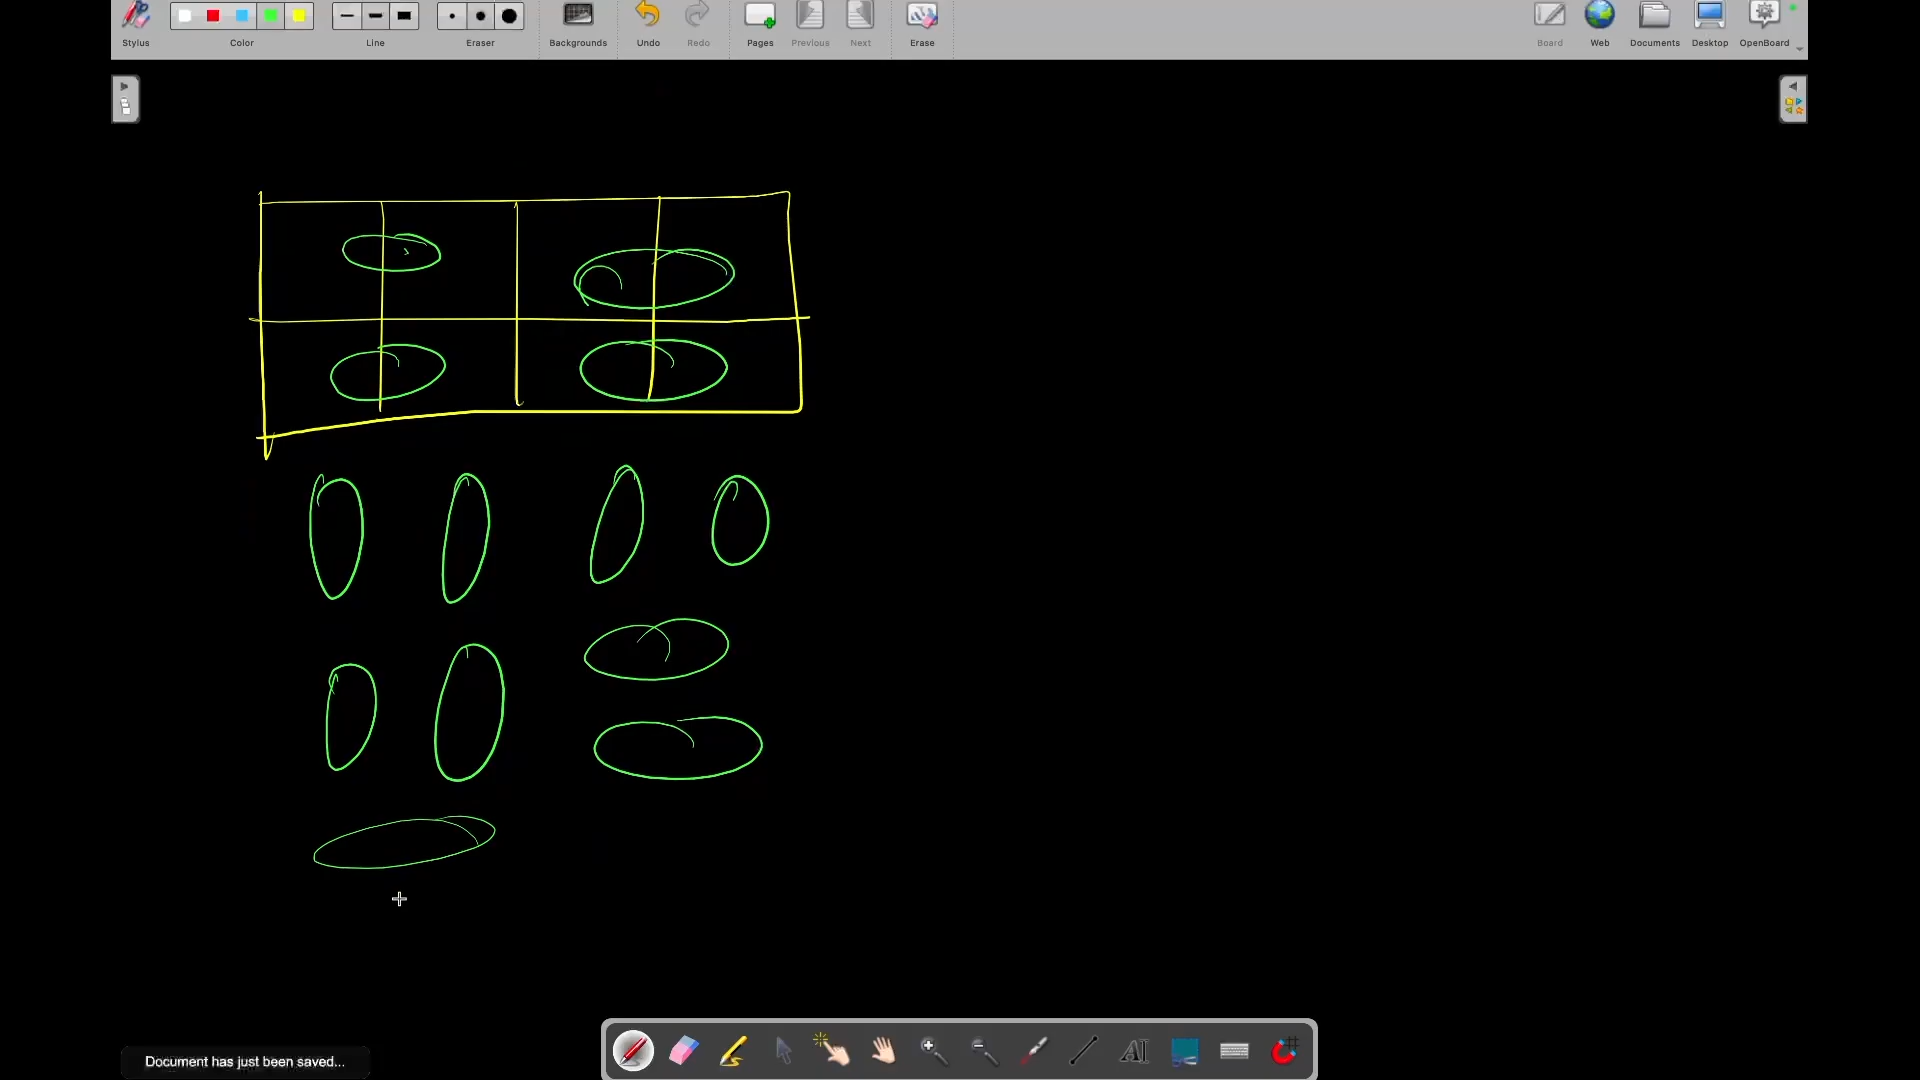 Stylus Color Line Eraser Backgrounds Undo Redo Pages Previous Next Erase Board Web Documents Desktop OpenBoard
AI
Document has just been saved...